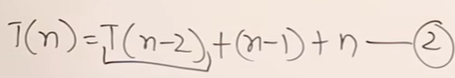 T(n) = T(n-2) + (n-1) + n — ②